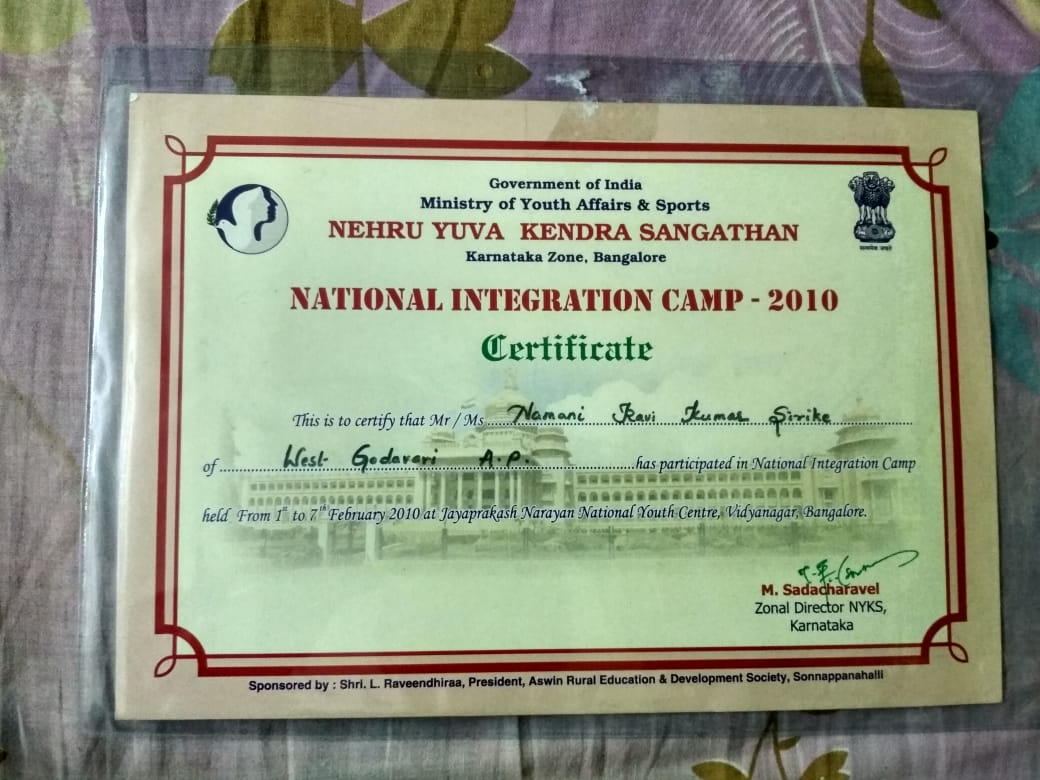 Government of India
Ministry of Youth Affairs & Sports
NEHRU YUVA KENDRA SANGATHAN
Karnataka Zone, Bangalore
NATIONAL INTEGRATION CAMP - 2010
Certificate
This is to certify that Mr / Ms Namani Ravi Kumar Sirike
of West Godavari A.P. has participated in National Integration Camp
held From 1st to 7th February 2010 at Jayaprakash Narayan National Youth Centre, Vidyanagar, Bangalore.
M. Sadacharavel
Zonal Director NYKS,
Karnataka
Sponsored by : Shri. L. Raveendhiraa, President, Aswin Rural Education & Development Society, Sonnappanahalli